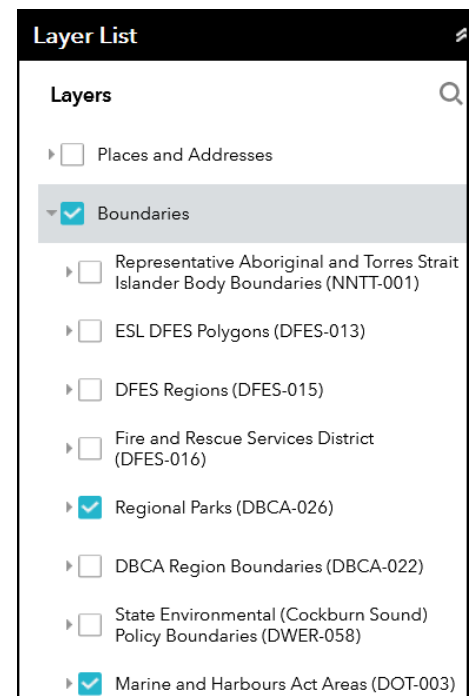 Layer List
Layers
Places and Addresses
Boundaries
Representative Aboriginal and Torres Strait
Islander Body Boundaries (NNTT-001)
ESL DFES Polygons (DFES-013)
DFES Regions (DFES-015)
Fire and Rescue Services District
(DFES-016)
Regional Parks (DBCA-026)
DBCA Region Boundaries (DBCA-022)
State Environmental (Cockburn Sound)
Policy Boundaries (DWER-058)
Marine and Harbours Act Areas (DOT-003)